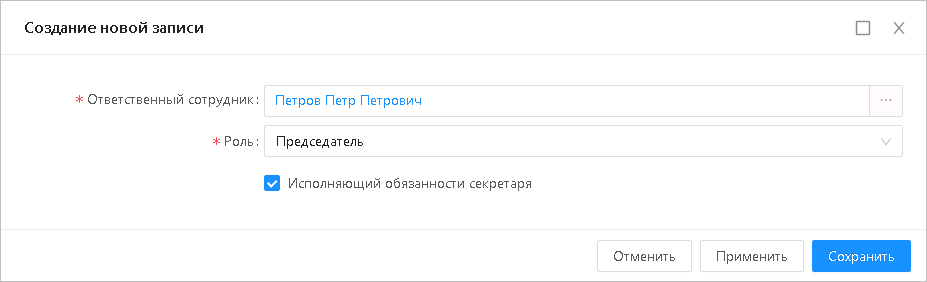 Создание новой записи
* Ответственный сотрудник: Петров Петр Петрович ...
* Роль: Председатель
Исполняющий обязанности секретаря
Отменить Применить Сохранить